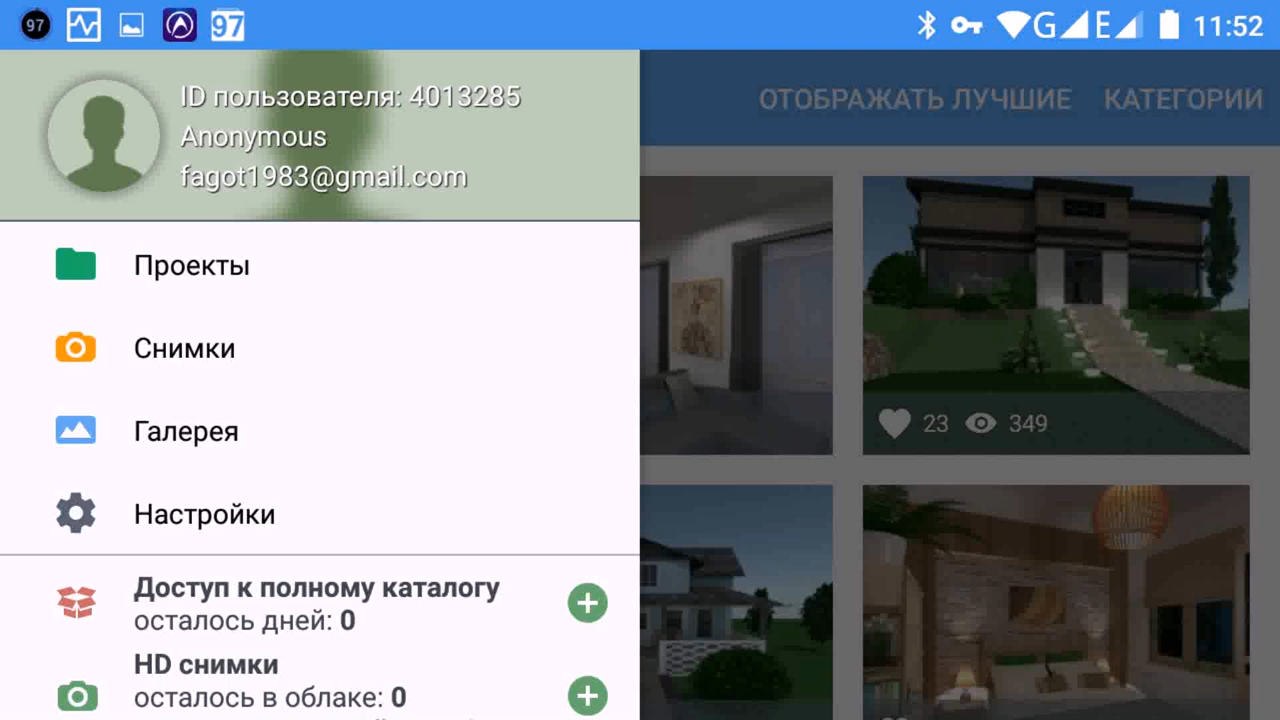 97
97
G
E
11:52
ID пользователя: 4013285
Anonymous
fagot1983@gmail.com
ОТОБРАЖАТЬ ЛУЧШИЕ
КАТЕГОРИИ
Проекты
Снимки
Галерея
Настройки
Доступ к полному каталогу
осталось дней: 0
HD снимки
осталось в облаке: 0
23
349